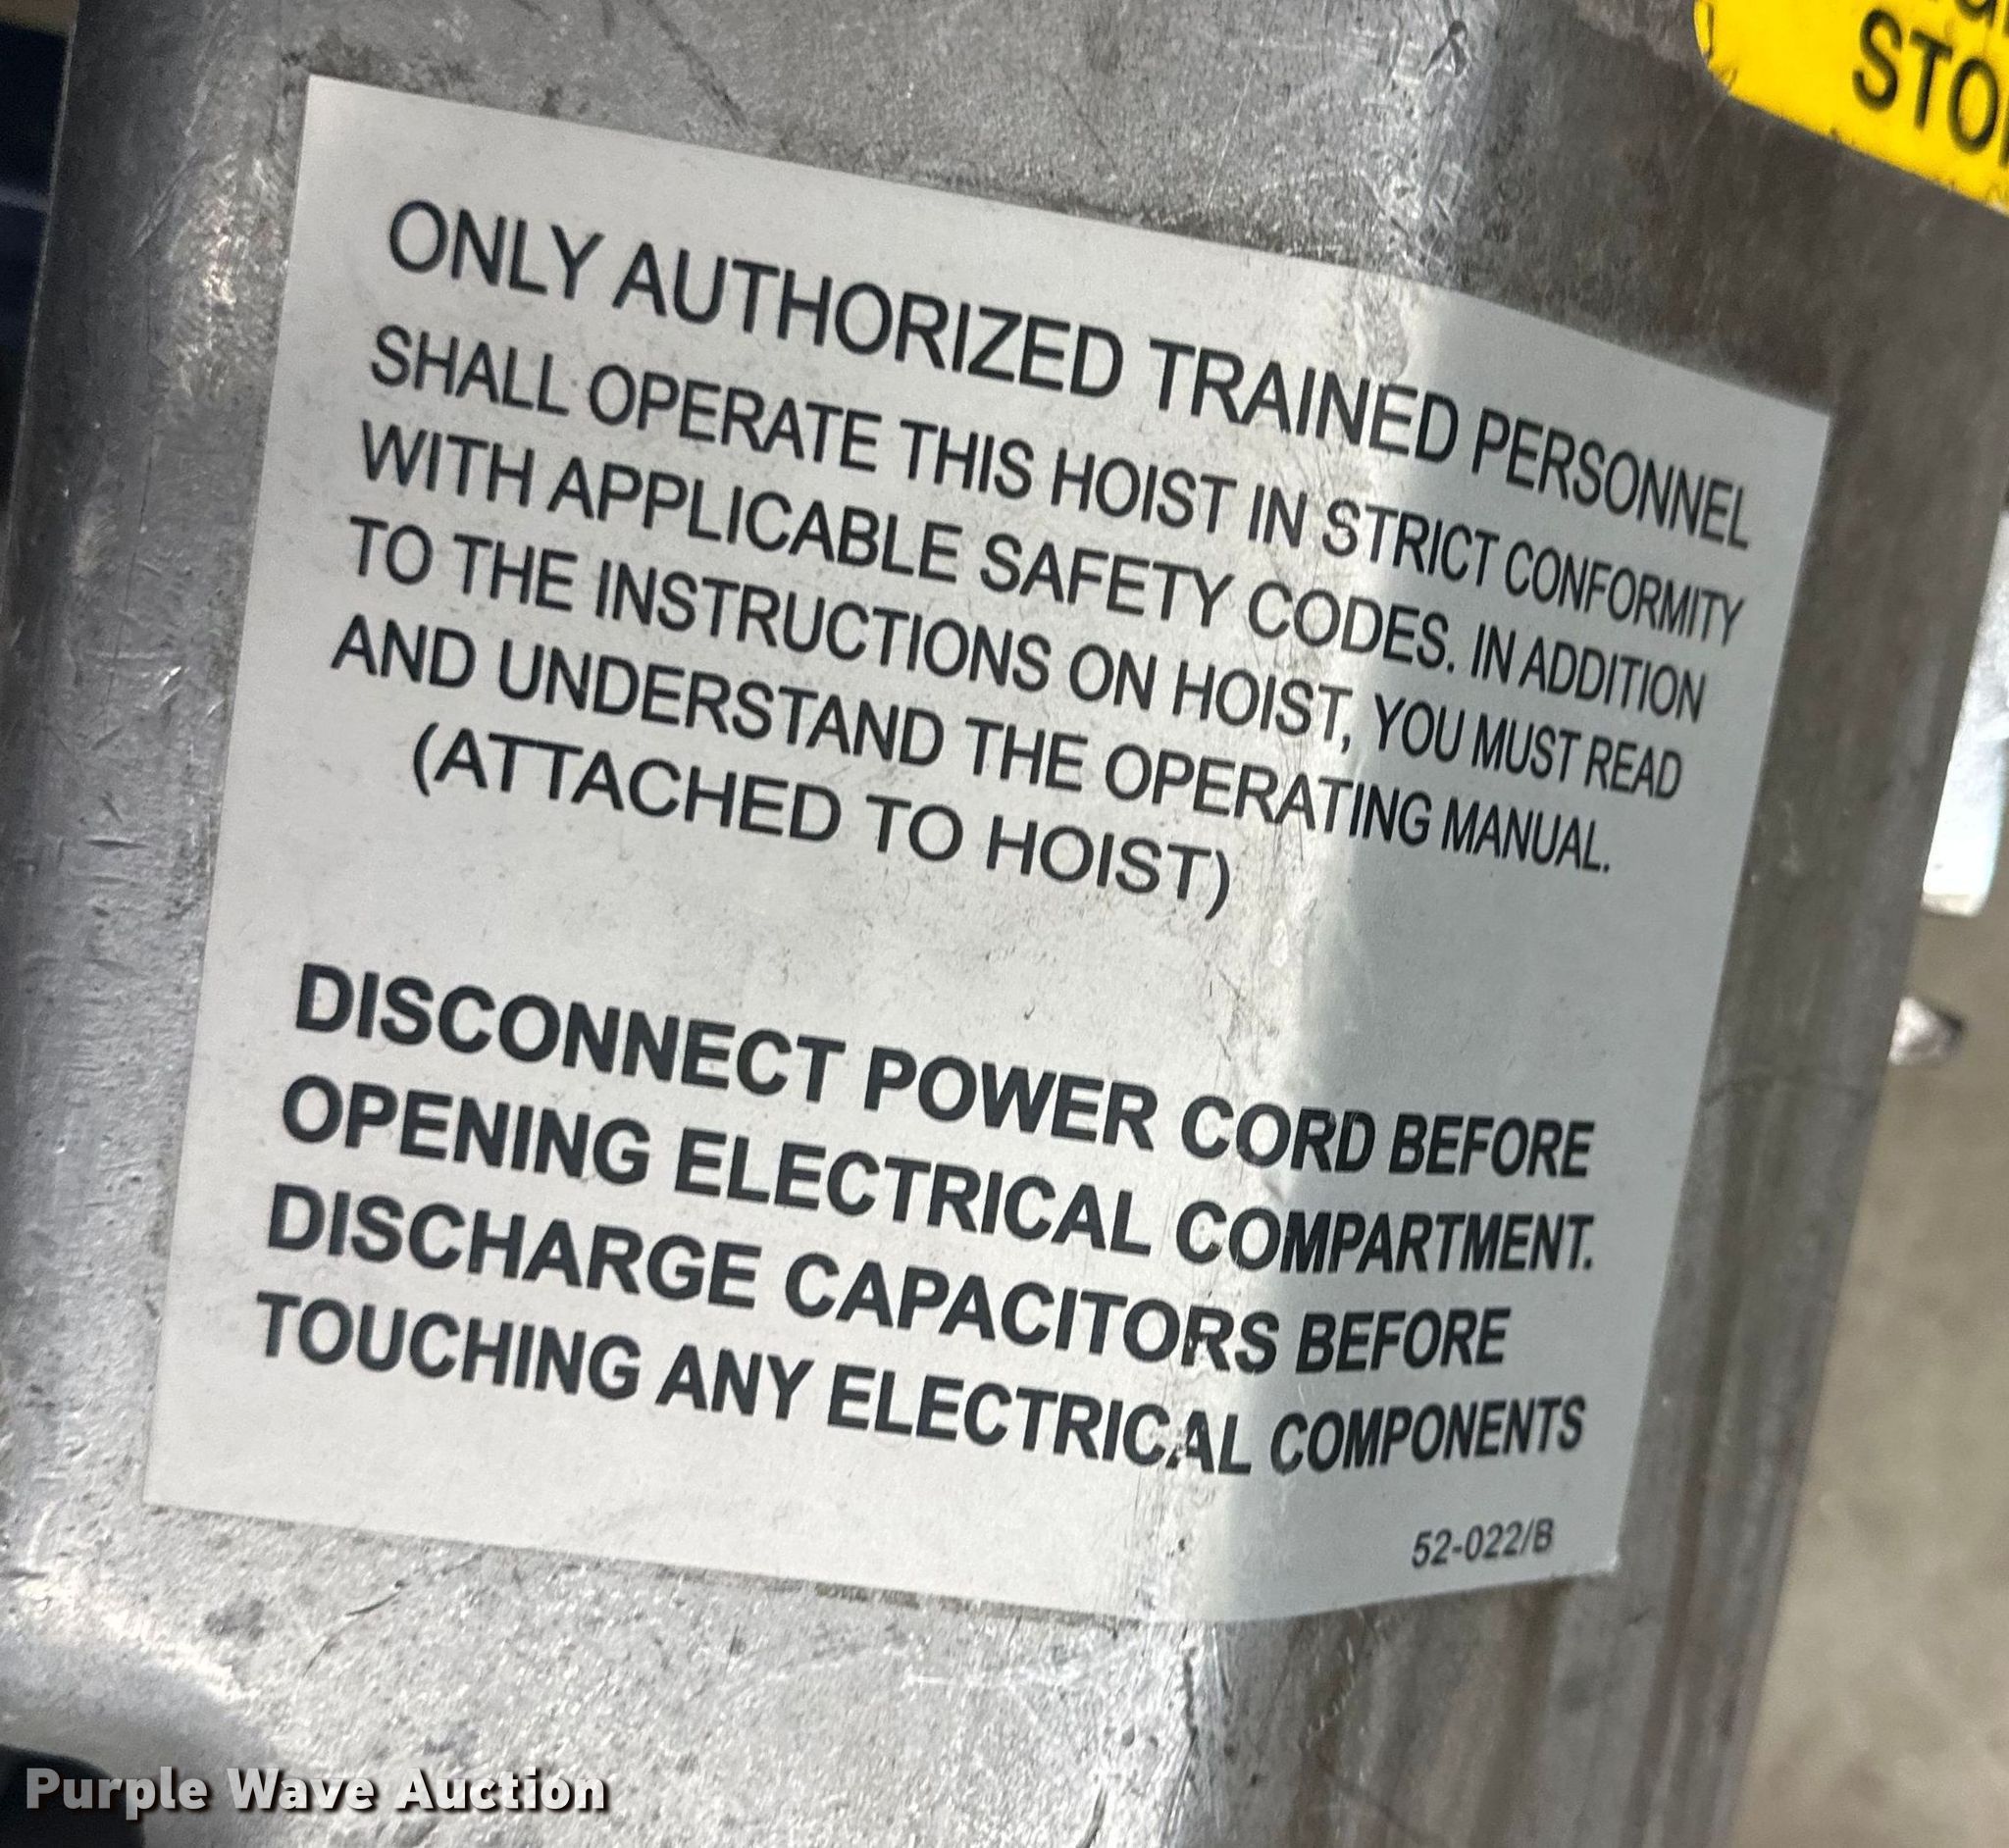 ONLY AUTHORIZED TRAINED PERSONNEL
SHALL OPERATE THIS HOIST IN STRICT CONFORMITY
WITH APPLICABLE SAFETY CODES. IN ADDITION
TO THE INSTRUCTIONS ON HOIST, YOU MUST READ
AND UNDERSTAND THE OPERATING MANUAL.
(ATTACHED TO HOIST)
DISCONNECT POWER CORD BEFORE
OPENING ELECTRICAL COMPARTMENT.
DISCHARGE CAPACITORS BEFORE
TOUCHING ANY ELECTRICAL COMPONENTS
52-022/B
Purple Wave Auction